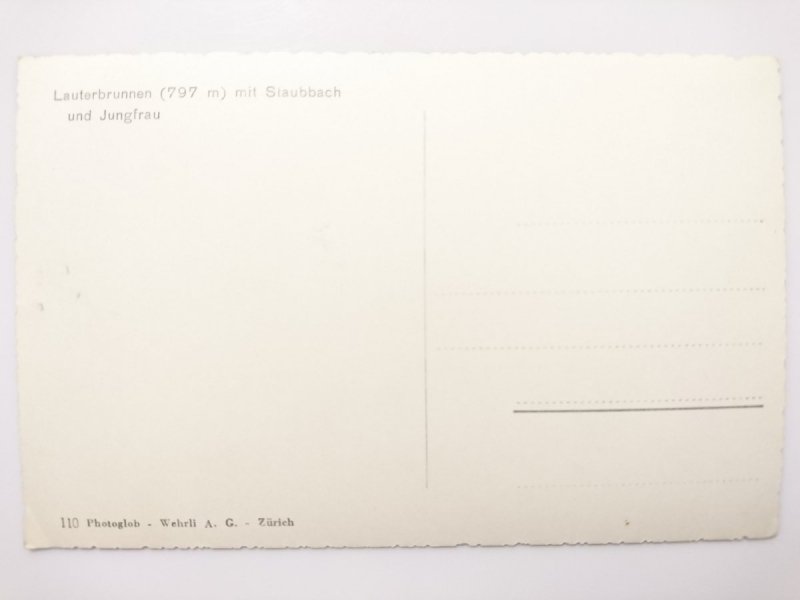 Lauterbrunnen (797 m) mit Staubbach
und Jungfrau
110 Photoglob - Wehrli A. G. - Zürich